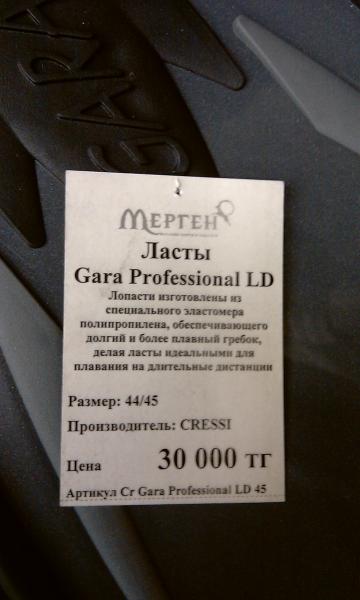 GARA
GARA
МЕРГЕН
Ласты
Gara Professional LD
Лопасти изготовлены из
специального эластомера
полипропилена, обеспечивающего
долгий и более плавный гребок,
делая ласты идеальными для
плавания на длительные дистанции
Размер: 44/45
Производитель: CRESSI
Цена 30 000 тг
Артикул Cr Gara Professional LD 45